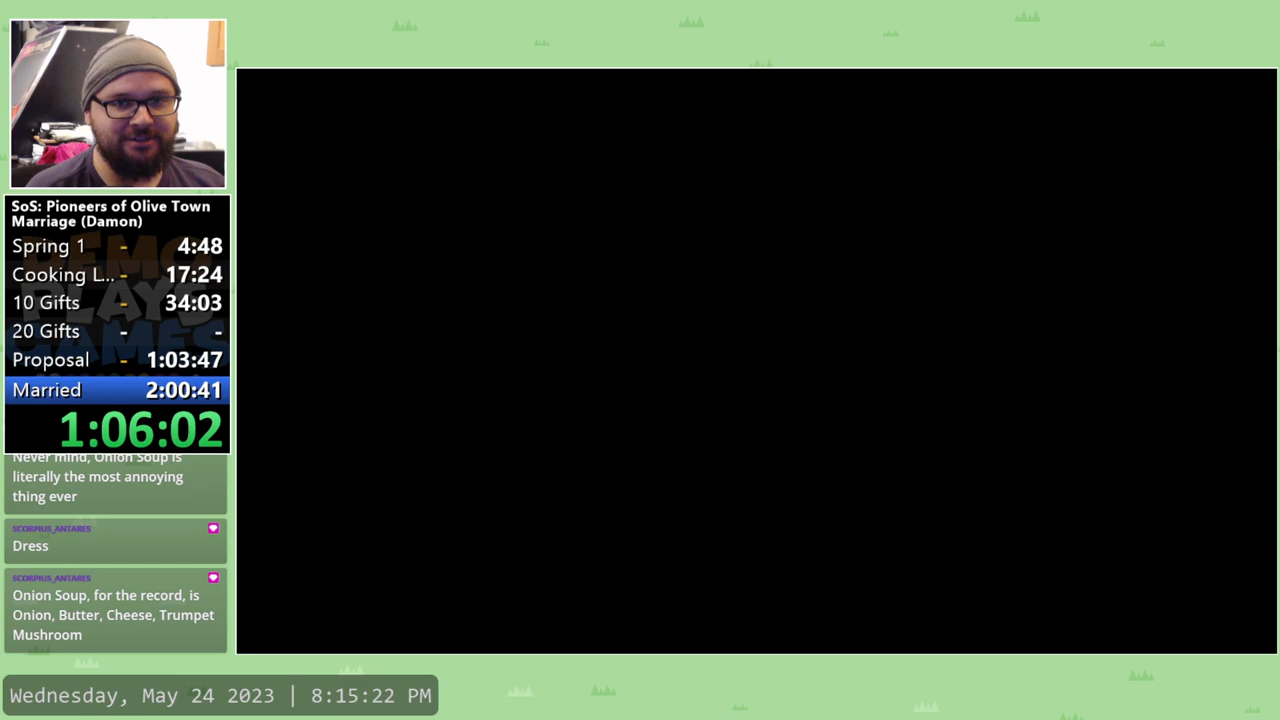 SoS: Pioneers of Olive Town
Marriage (Damon)
Spring 1 - 4:48
Cooking L... - 17:24
10 Gifts - 34:03
20 Gifts - -
Proposal - 1:03:47
Married 2:00:41
1:06:02
DEMO
PLAYS
GAMES
Never mind, Onion Soup is
literally the most annoying
thing ever
SCORPIUS_ANTARES
Dress
SCORPIUS_ANTARES
Onion Soup, for the record, is
Onion, Butter, Cheese, Trumpet
Mushroom
Wednesday, May 24 2023 | 8:15:22 PM